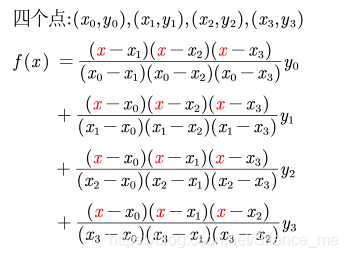 四个点:(x₀,y₀),(x₁,y₁),(x₂,y₂),(x₃,y₃)
f(x) = (x−x₁)(x−x₂)(x−x₃)/(x₀−x₁)(x₀−x₂)(x₀−x₃) y₀
+ (x−x₀)(x−x₂)(x−x₃)/(x₁−x₀)(x₁−x₂)(x₁−x₃) y₁
+ (x−x₀)(x−x₁)(x−x₃)/(x₂−x₀)(x₂−x₁)(x₂−x₃) y₂
+ (x−x₀)(x−x₁)(x−x₂)/(x₃−x₀)(x₃−x₁)(x₃−x₂) y₃